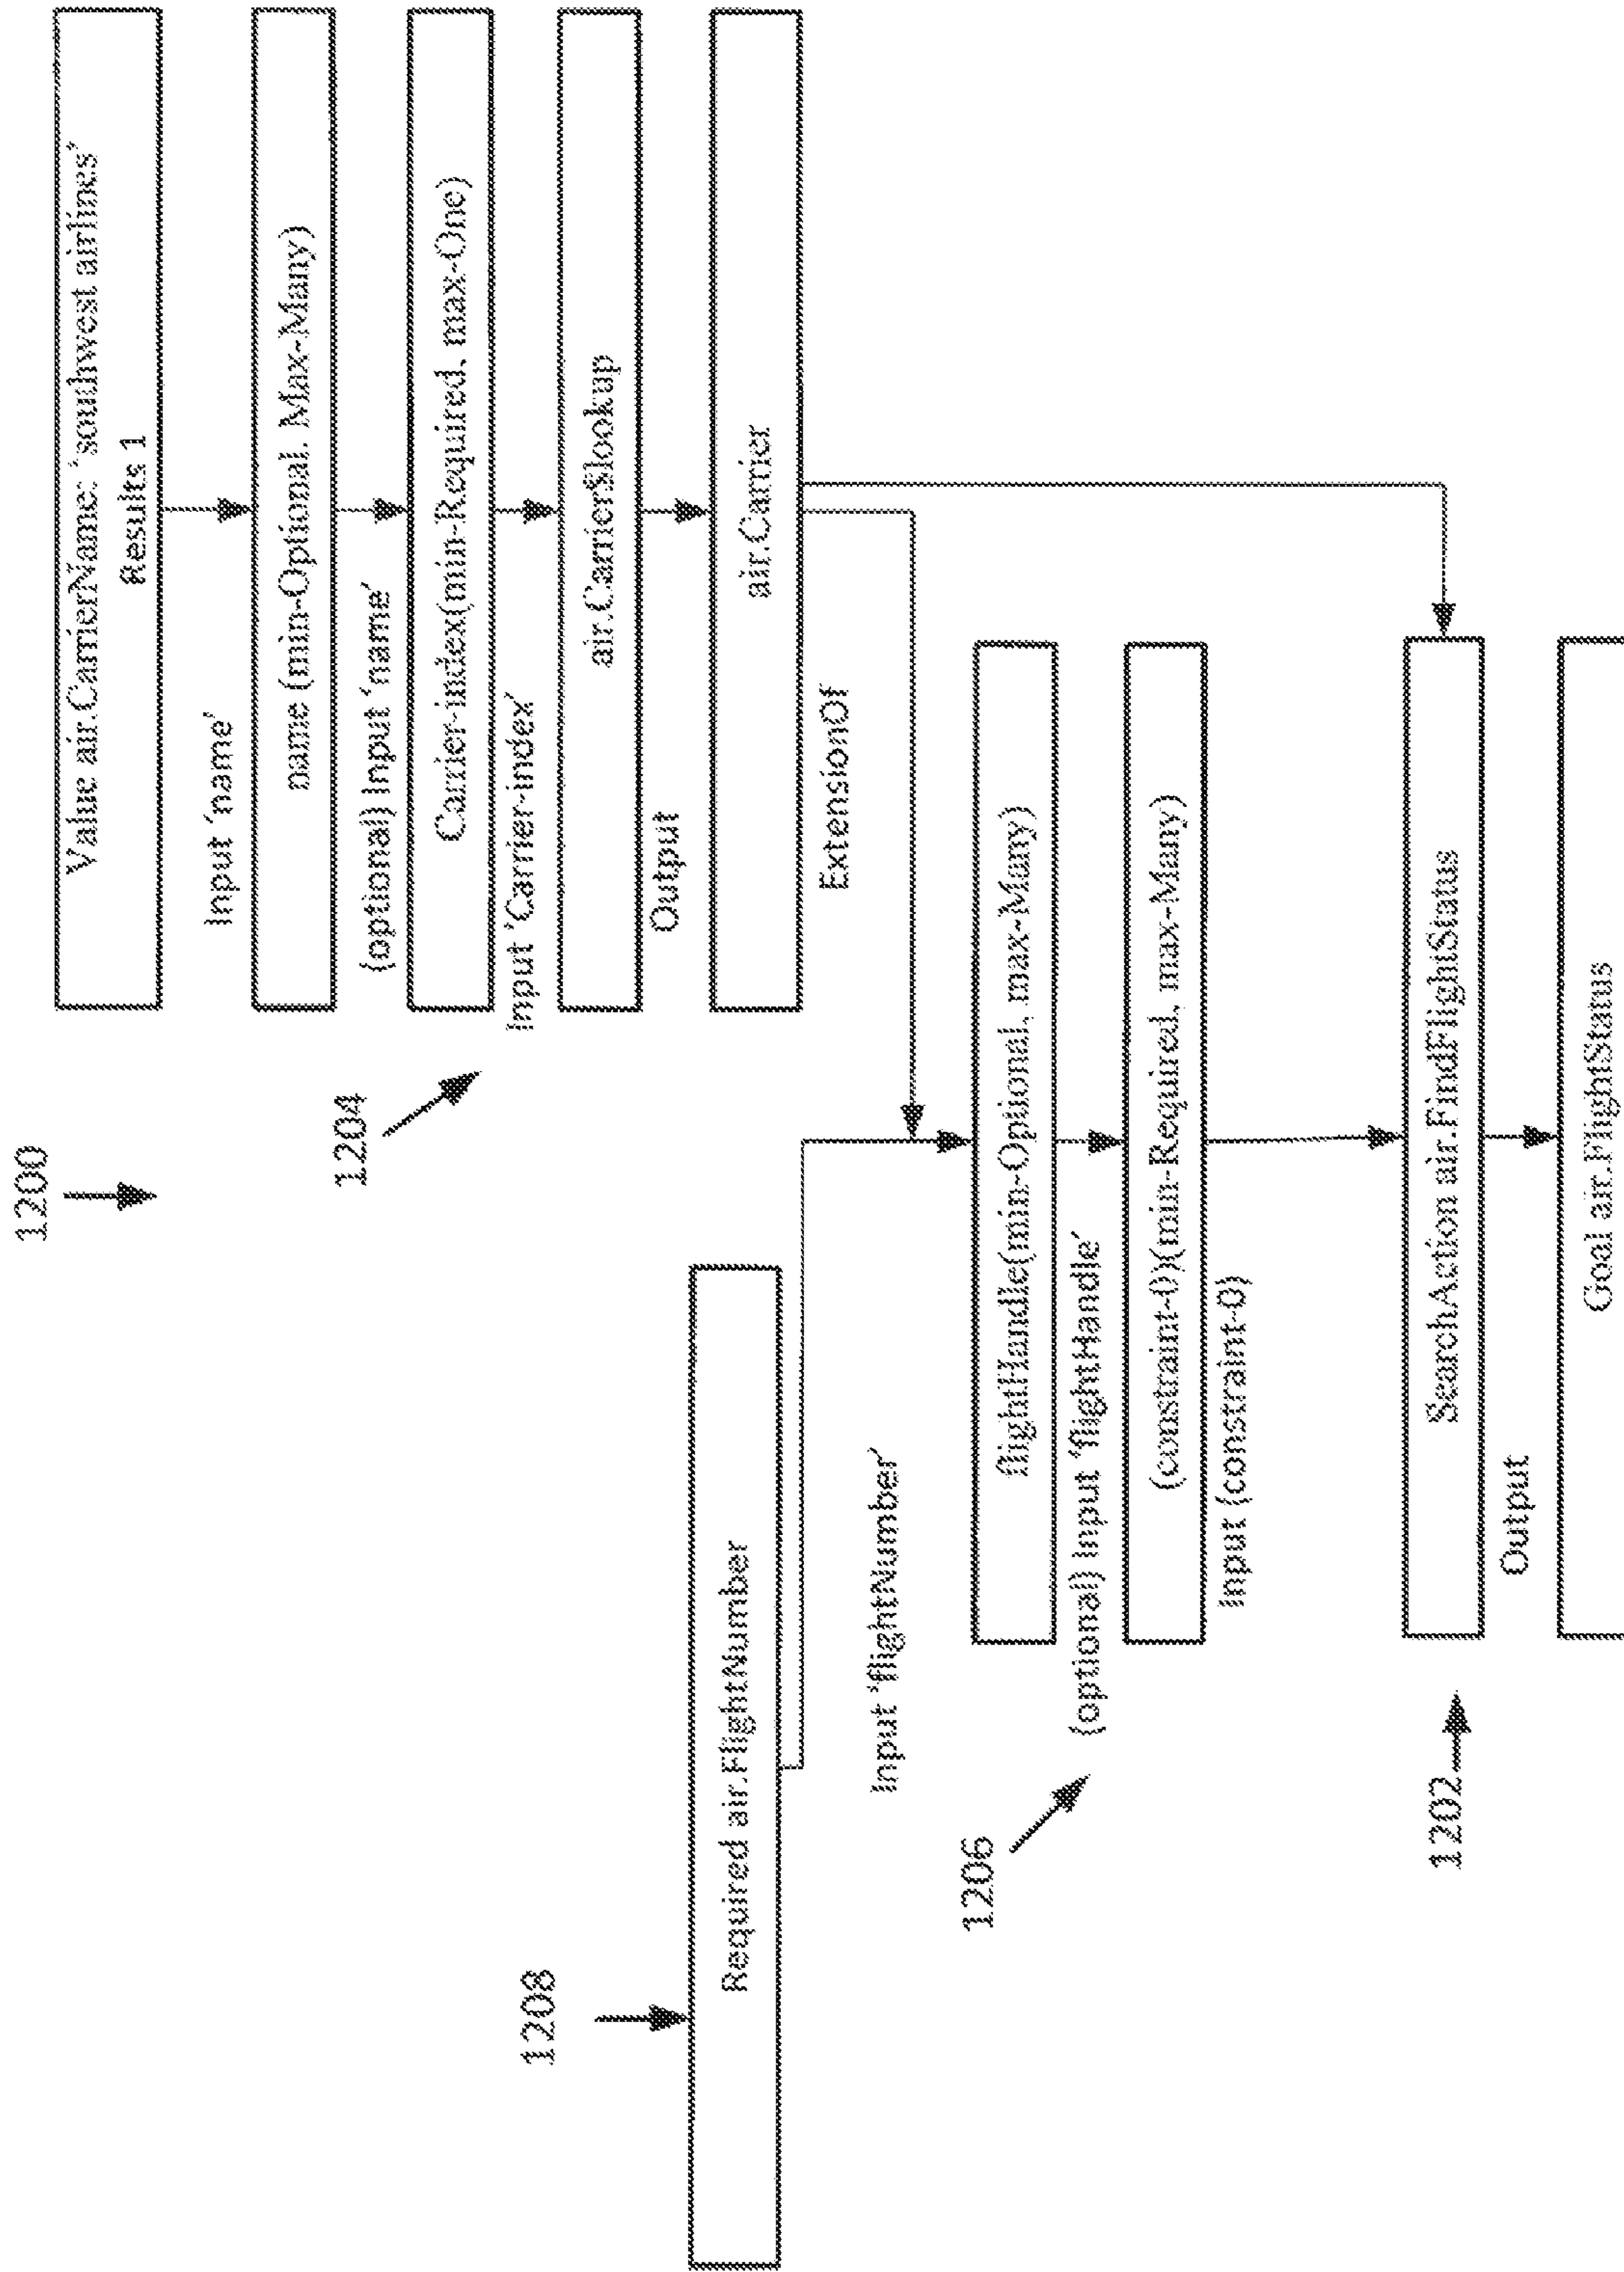 1200
Value air.CarrierName: 'southwest airlines'
Results 1
Input 'name'
name (min-Optional, Max-Many)
(optional) Input 'name'
1204
Carrier-index(min-Required, max-One)
Input 'Carrier-index'
air.Carrier$lookup
Output
air.Carrier
ExtensionOf
1208
Required air.FlightNumber
Input 'flightNumber'
1206
flightHandle(min-Optional, max-Many)
(optional) Input 'flightHandle'
(constraint-0)(min-Required, max-Many)
Input (constraint-0)
1202
SearchAction air.FindFlightStatus
Output
Goal air.FlightStatus